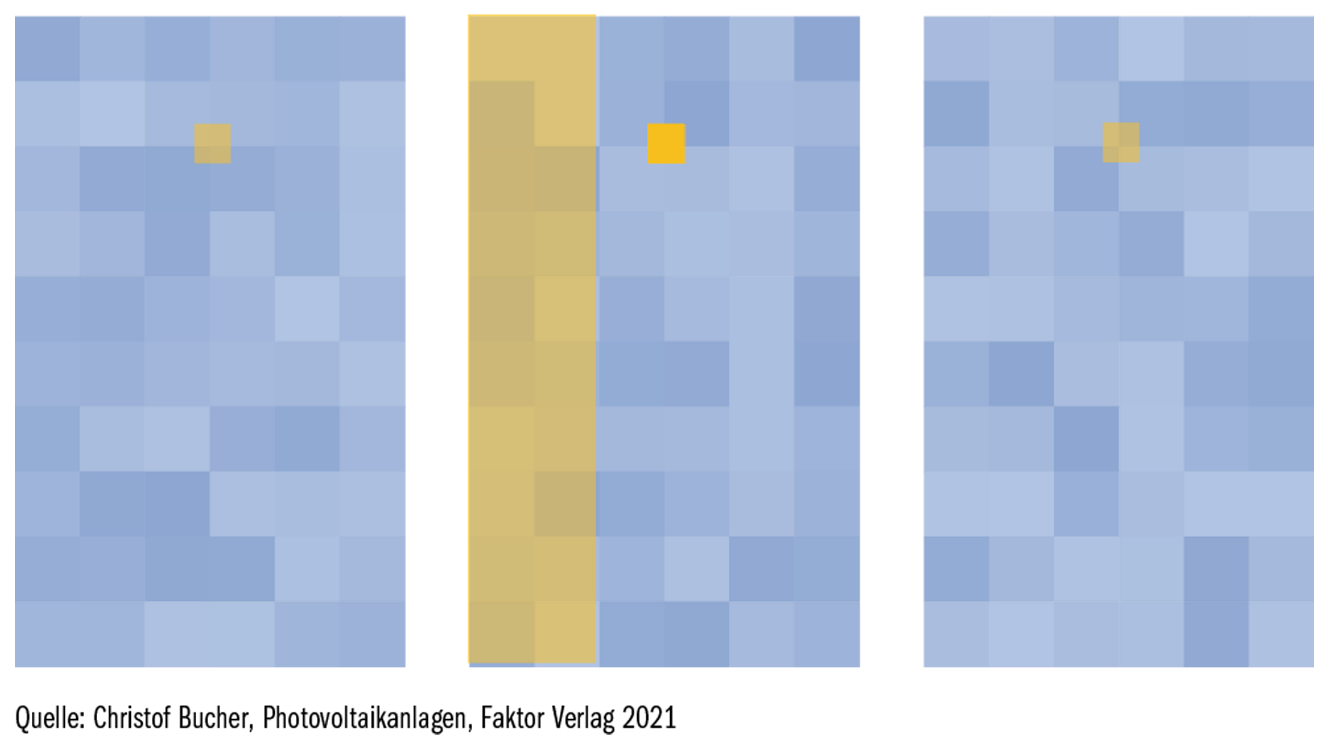 Quelle: Christof Bucher, Photovoltaikanlagen, Faktor Verlag 2021